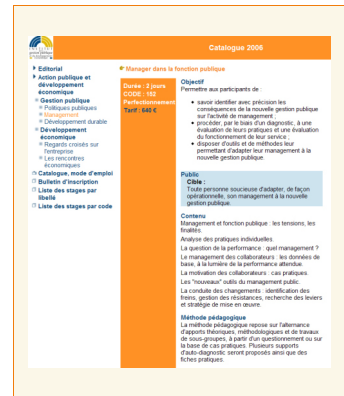 Catalogue 2006
Editorial
Action publique et
développement
économique
Gestion publique
Politiques publiques
Management
Développement durable
Développement
économique
Regards croisés sur
l'entreprise
Les rencontres
économiques
Catalogue, mode d'emploi
Bulletin d'inscription
Liste des stages par
libellé
Liste des stages par code
Manager dans la fonction publique
Durée : 2 jours
CODE : 102
Perfectionnement
Tarif : 640 €
Objectif
Permettre aux participants de :
savoir identifier avec précision les
conséquences de la nouvelle gestion publique
sur l'activité de management ;
procéder, par le biais d'un diagnostic, à une
évaluation de leurs pratiques et une évaluation
du fonctionnement de leur service ;
disposer d'outils et de méthodes leur
permettant d'adapter leur management à la
nouvelle gestion publique.
Public
Cible :
Toute personne soucieuse d'adapter, de façon
opérationnelle, son management à la nouvelle
gestion publique.
Contenu
Management et fonction publique : les tensions, les
finalités.
Analyse des pratiques individuelles.
La question de la performance : quel management ?
Le management des collaborateurs : les données de
base, à la lumière de la performance attendue.
La motivation des collaborateurs : cas pratiques.
Les "nouveaux" outils du management public.
La conduite des changements : identification des
freins, gestion des résistances, recherche des leviers
et stratégie de mise en œuvre.
Méthode pédagogique
La méthode pédagogique repose sur l'alternance
d'apports théoriques, méthodologiques et de travaux
de sous-groupes, à partir d'un questionnement ou sur
la base de cas pratiques. Plusieurs supports
d'auto-diagnostic seront proposés ainsi que des
fiches pratiques.